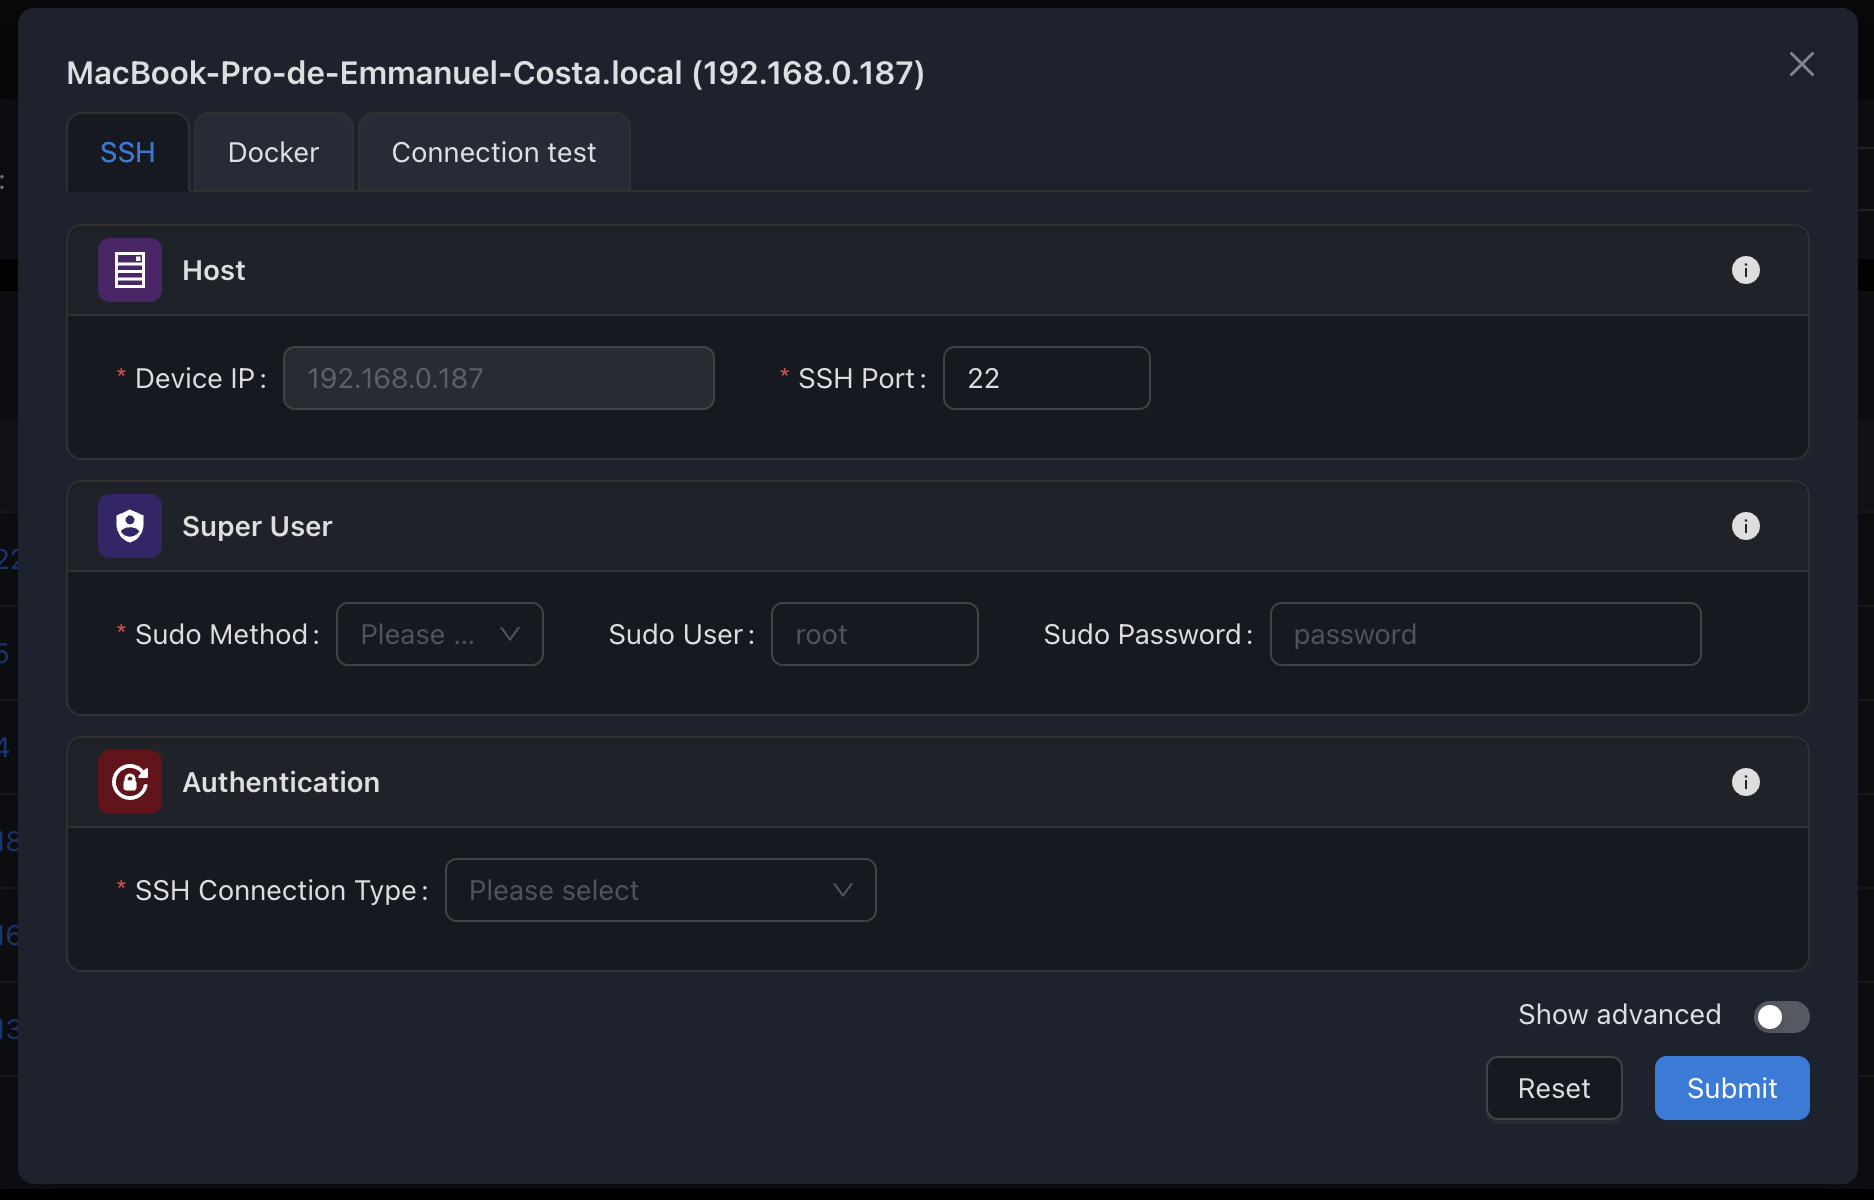 MacBook-Pro-de-Emmanuel-Costa.local (192.168.0.187)
SSH Docker Connection test
Host
* Device IP : 192.168.0.187 * SSH Port : 22
Super User
* Sudo Method : Please ... Sudo User : root Sudo Password : password
Authentication
* SSH Connection Type : Please select
Show advanced
Reset Submit